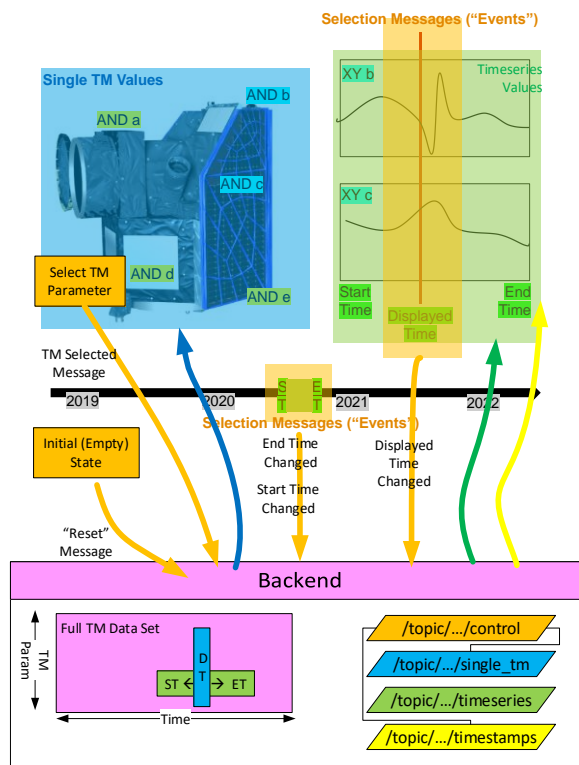 Selection Messages (“Events”)
Single TM Values
AND b
AND a
AND c
AND d
AND e
XY b
Timeseries
Values
XY c
Start
Time
Displayed
Time
End
Time
Select TM
Parameter
TM Selected
Message
2019
2020
S
T
E
T
2021
2022
Selection Messages (“Events”)
Initial (Empty)
State
End Time
Changed
Start Time
Changed
Displayed
Time
Changed
“Reset”
Message
Backend
Full TM Data Set
TM
Param
D
T
ST
ET
Time
/topic/.../control
/topic/.../single_tm
/topic/.../timeseries
/topic/.../timestamps